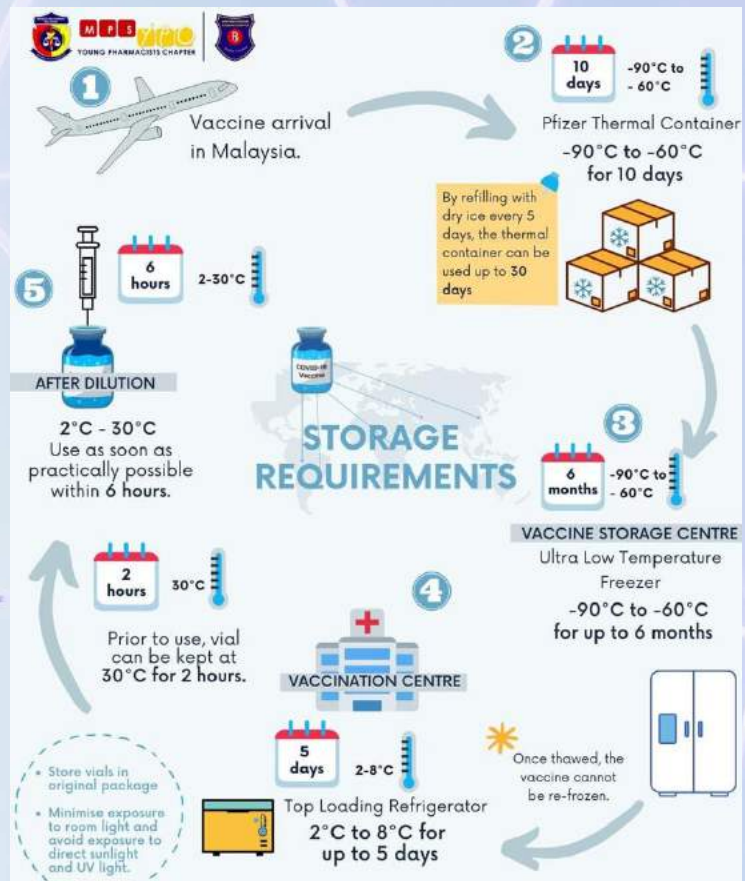 MPS YPC
YOUNG PHARMACISTS CHAPTER
1
Vaccine arrival
in Malaysia.
2
10
days
-90°C to
- 60°C
Pfizer Thermal Container
-90°C to -60°C
for 10 days
By refilling with
dry ice every 5
days, the thermal
container can be
used up to 30
days
3
6
months
-90°C to
- 60°C
VACCINE STORAGE CENTRE
Ultra Low Temperature
Freezer
-90°C to -60°C
for up to 6 months
Once thawed, the
vaccine cannot
be re-frozen.
4
VACCINATION CENTRE
5
days
2-8°C
Top Loading Refrigerator
2°C to 8°C for
up to 5 days
2
hours
30°C
Prior to use, vial
can be kept at
30°C for 2 hours.
• Store vials in
original package
• Minimise exposure
to room light and
avoid exposure to
direct sunlight
and UV light.
5
6
hours
2-30°C
AFTER DILUTION
2°C - 30°C
Use as soon as
practically possible
within 6 hours.
COVID-19
Vaccine
STORAGE
REQUIREMENTS